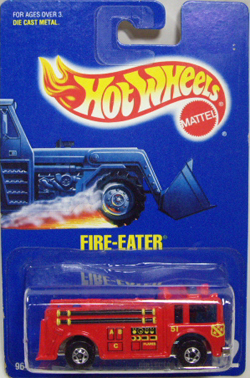 FOR AGES OVER 3.
DIE CAST METAL.
Hot Wheels
MATTEL
FIRE-EATER
51
C